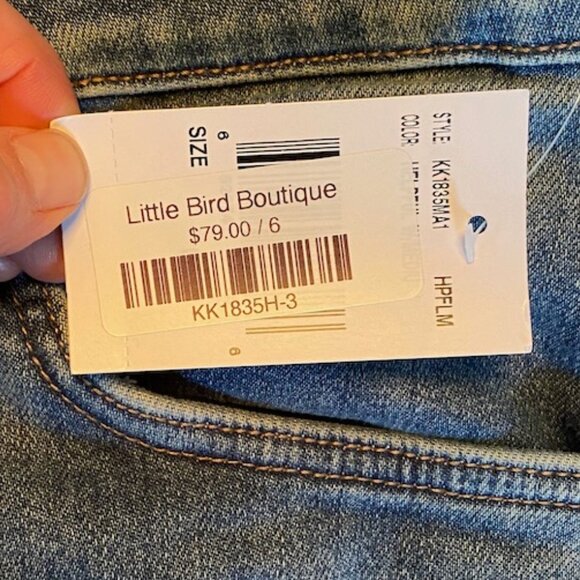 Little Bird Boutique
$79.00 / 6
KK1835H-3
SIZE 6
6
STYLE: KK1835MA1
COLOR:
HPFLM